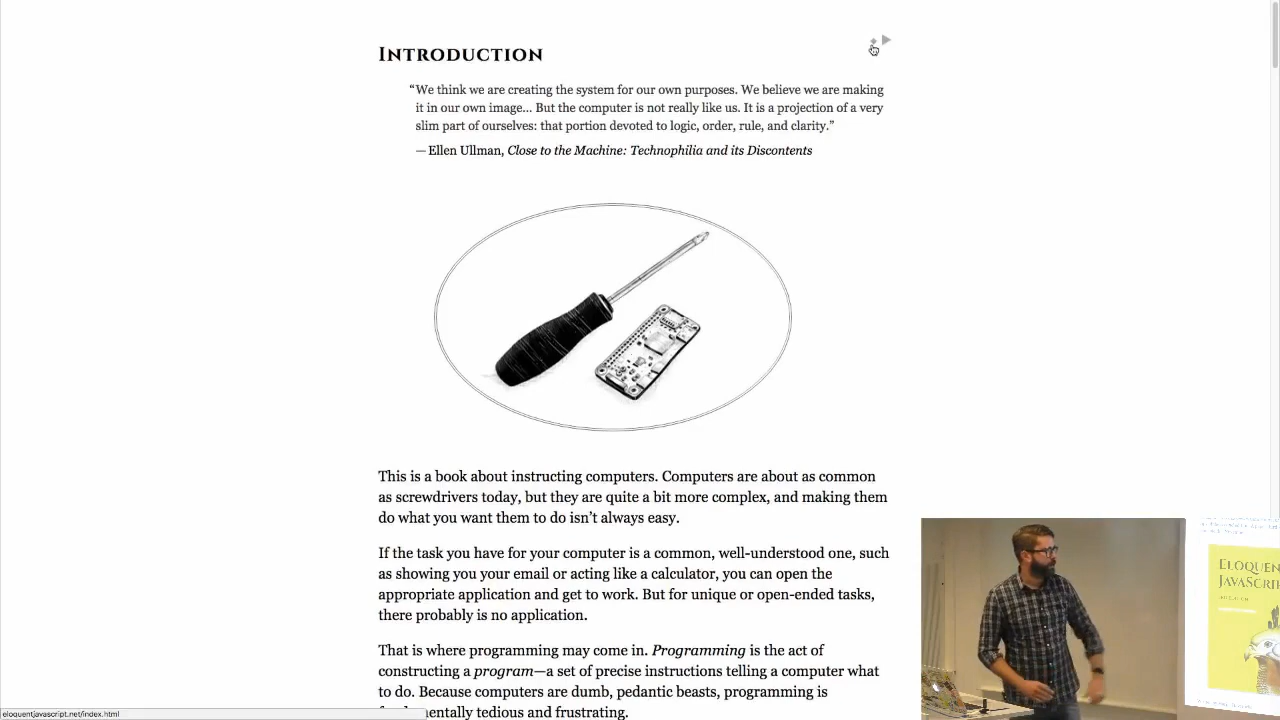 INTRODUCTION
“We think we are creating the system for our own purposes. We believe we are making
it in our own image... But the computer is not really like us. It is a projection of a very
slim part of ourselves: that portion devoted to logic, order, rule, and clarity.”
— Ellen Ullman, Close to the Machine: Technophilia and its Discontents
This is a book about instructing computers. Computers are about as common
as screwdrivers today, but they are quite a bit more complex, and making them
do what you want them to do isn’t always easy.
If the task you have for your computer is a common, well-understood one, such
as showing you your email or acting like a calculator, you can open the
appropriate application and get to work. But for unique or open-ended tasks,
there probably is no application.
That is where programming may come in. Programming is the act of
constructing a program—a set of precise instructions telling a computer what
to do. Because computers are dumb, pedantic beasts, programming is
fundamentally tedious and frustrating.
eloquentjavascript.net/index.html
ELOQUEN
JAVASCRI